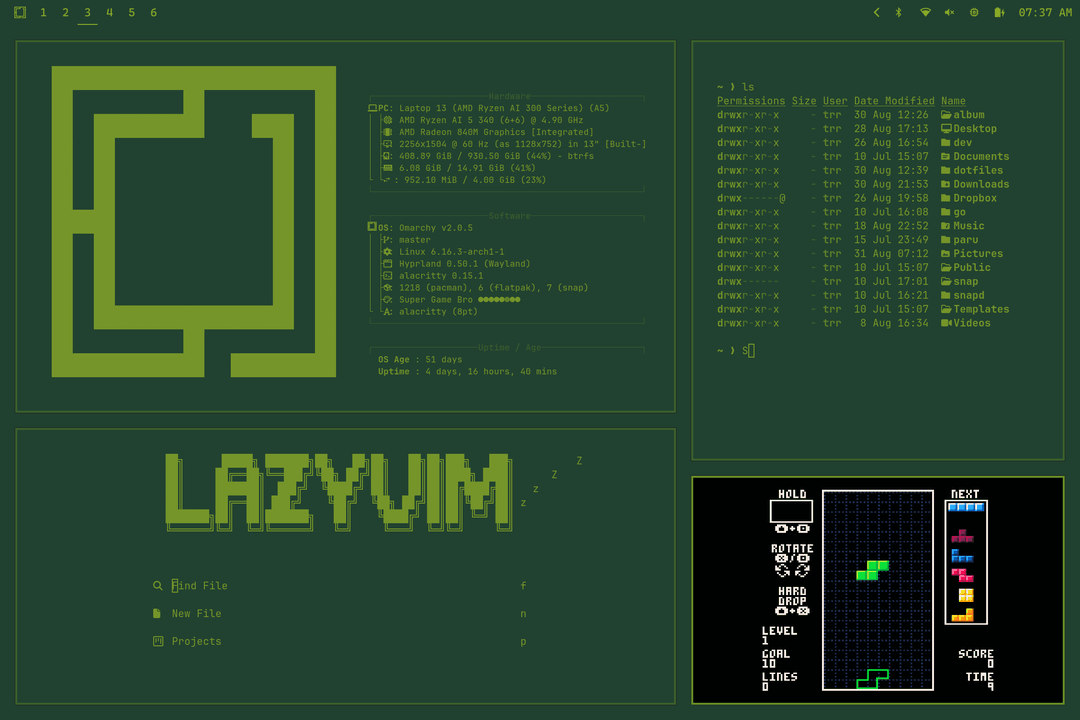 1 2 3 4 5 6
07:37 AM
Hardware
PC: Laptop 13 (AMD Ryzen AI 300 Series) (A5)
AMD Ryzen AI 5 340 (6+6) @ 4.90 GHz
AMD Radeon 840M Graphics [Integrated]
2256x1504 @ 60 Hz (as 1128x752) in 13" [Built-]
: 408.89 GiB / 930.50 GiB (44%) - btrfs
6.08 GiB / 14.91 GiB (41%)
: 952.10 MiB / 4.00 GiB (23%)
Software
OS: Omarchy v2.0.5
: master
Linux 6.16.3-arch1-1
Hyprland 0.50.1 (Wayland)
alacritty 0.15.1
1218 (pacman), 6 (flatpak), 7 (snap)
Super Game Bro ●●●●●●●●
: alacritty (8pt)
Uptime / Age
OS Age : 51 days
Uptime : 4 days, 16 hours, 40 mins
~ ❯ ls
Permissions Size User Date Modified Name
drwxr-xr-x - trr 30 Aug 12:26 album
drwxr-xr-x - trr 28 Aug 17:13 Desktop
drwxr-xr-x - trr 26 Aug 16:54 dev
drwxr-xr-x - trr 10 Jul 15:07 Documents
drwxr-xr-x - trr 30 Aug 12:39 dotfiles
drwxr-xr-x - trr 30 Aug 21:53 Downloads
drwx------@ - trr 26 Aug 19:58 Dropbox
drwxr-xr-x - trr 10 Jul 16:08 go
drwxr-xr-x - trr 18 Aug 22:52 Music
drwxr-xr-x - trr 15 Jul 23:49 paru
drwxr-xr-x - trr 31 Aug 07:12 Pictures
drwxr-xr-x - trr 10 Jul 15:07 Public
drwx------ - trr 10 Jul 17:01 snap
drwxr-xr-x - trr 10 Jul 16:21 snapd
drwxr-xr-x - trr 10 Jul 15:07 Templates
drwxr-xr-x - trr 8 Aug 16:34 Videos
~ ❯ S
LAZYVIM
Z
Z
z
z
Find File f
New File n
Projects p
HOLD
ROTATE
HARD
DROP
LEVEL
1
GOAL
10
LINES
0
NEXT
SCORE
0
TIME
9